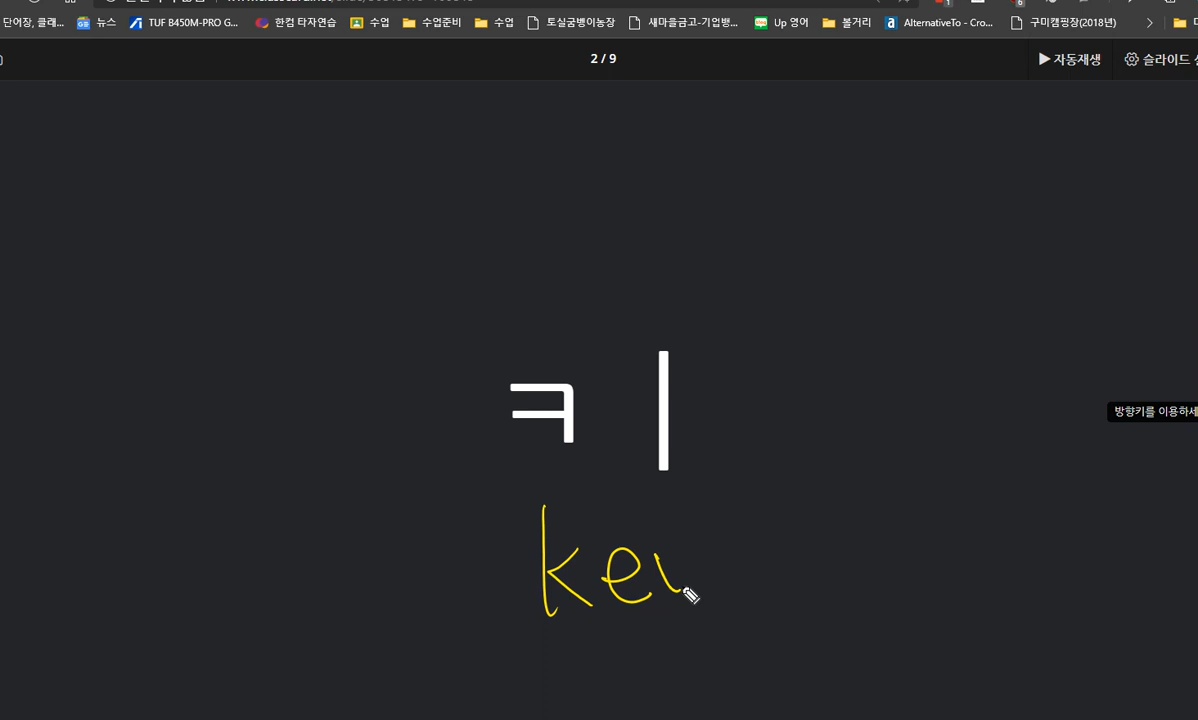 단어장, 클래... 뉴스 TUF B450M-PRO G... 한컴 타자연습 수업 수업준비 수업 토실굼벵이농장 새마을금고-기업뱅... Up 영어 볼거리 AlternativeTo - Cro... 구미캠핑장(2018년)
2 / 9
자동재생 슬라이드
방향키를 이용하세
ㅋ ㅣ
ke